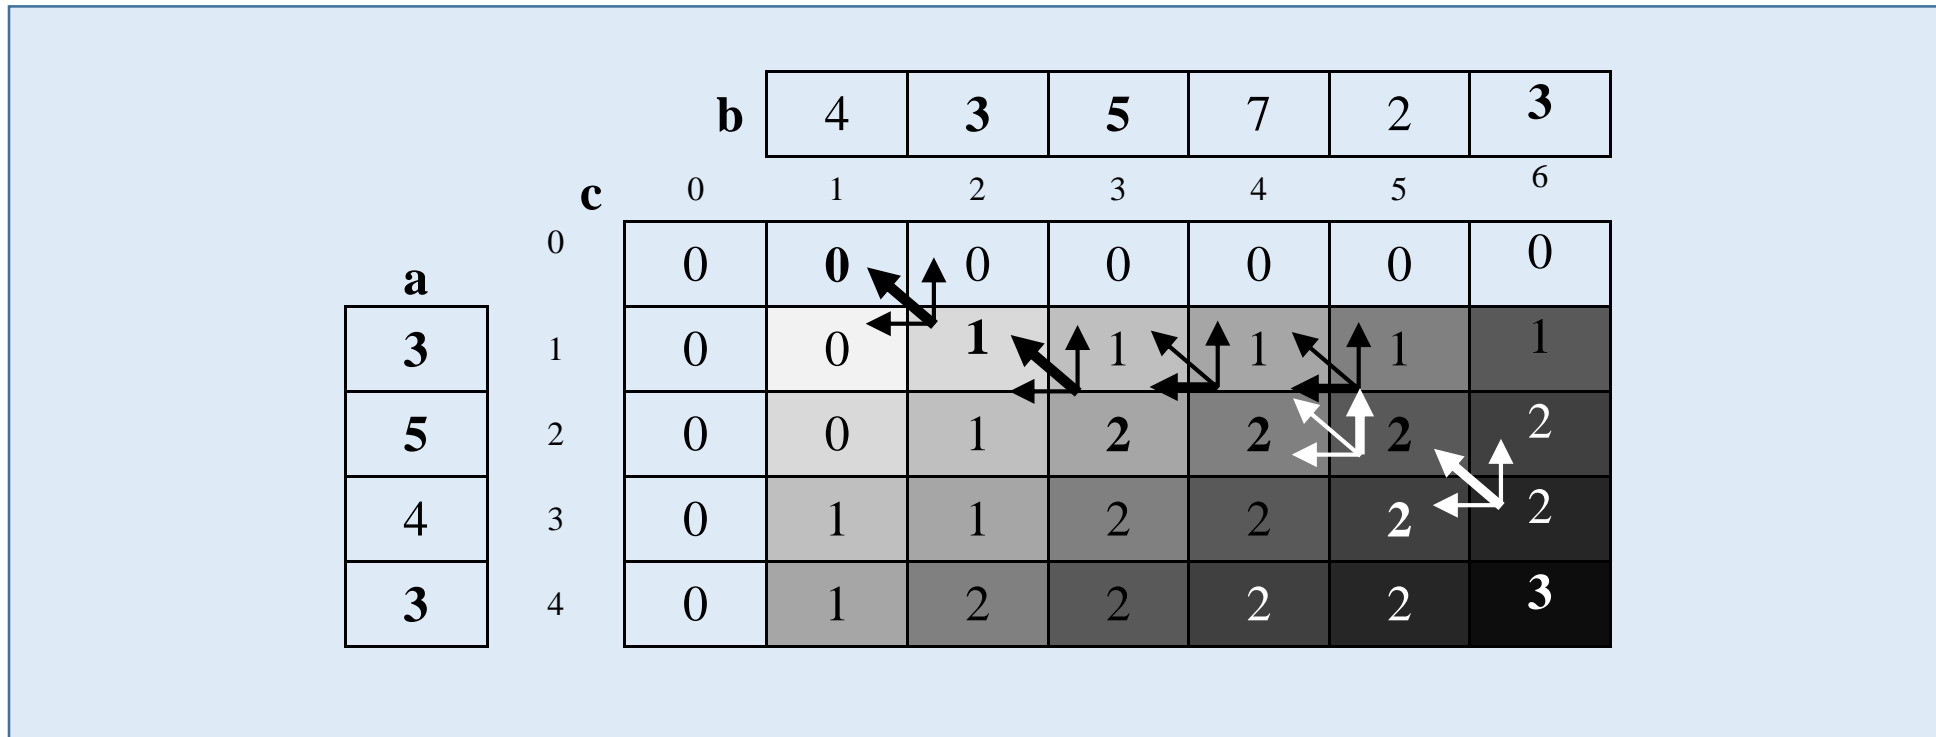 b 4 3 5 7 2 3
c 0 1 2 3 4 5 6
0 0 0 0 0 0 0 0
a
3 1 0 0 1 1 1 1 1
5 2 0 0 1 2 2 2 2
4 3 0 1 1 2 2 2 2
3 4 0 1 2 2 2 2 3